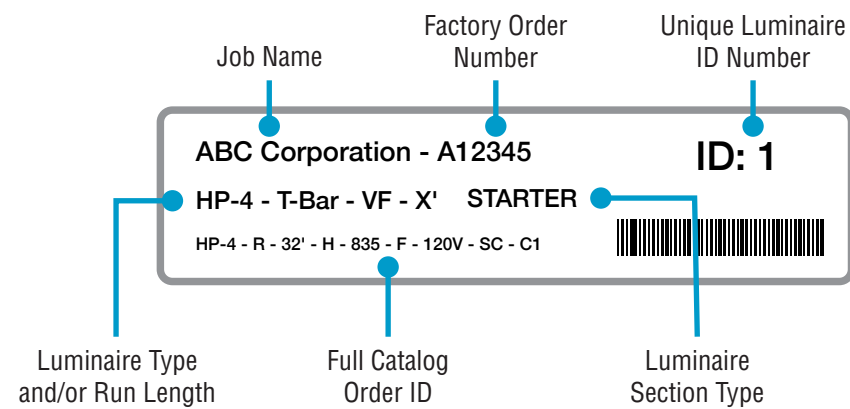 Job Name
Factory Order
Number
Unique Luminaire
ID Number
ABC Corporation - A12345
ID: 1
HP-4 - T-Bar - VF - X' STARTER
HP-4 - R - 32' - H - 835 - F - 120V - SC - C1
Luminaire Type
and/or Run Length
Full Catalog
Order ID
Luminaire
Section Type